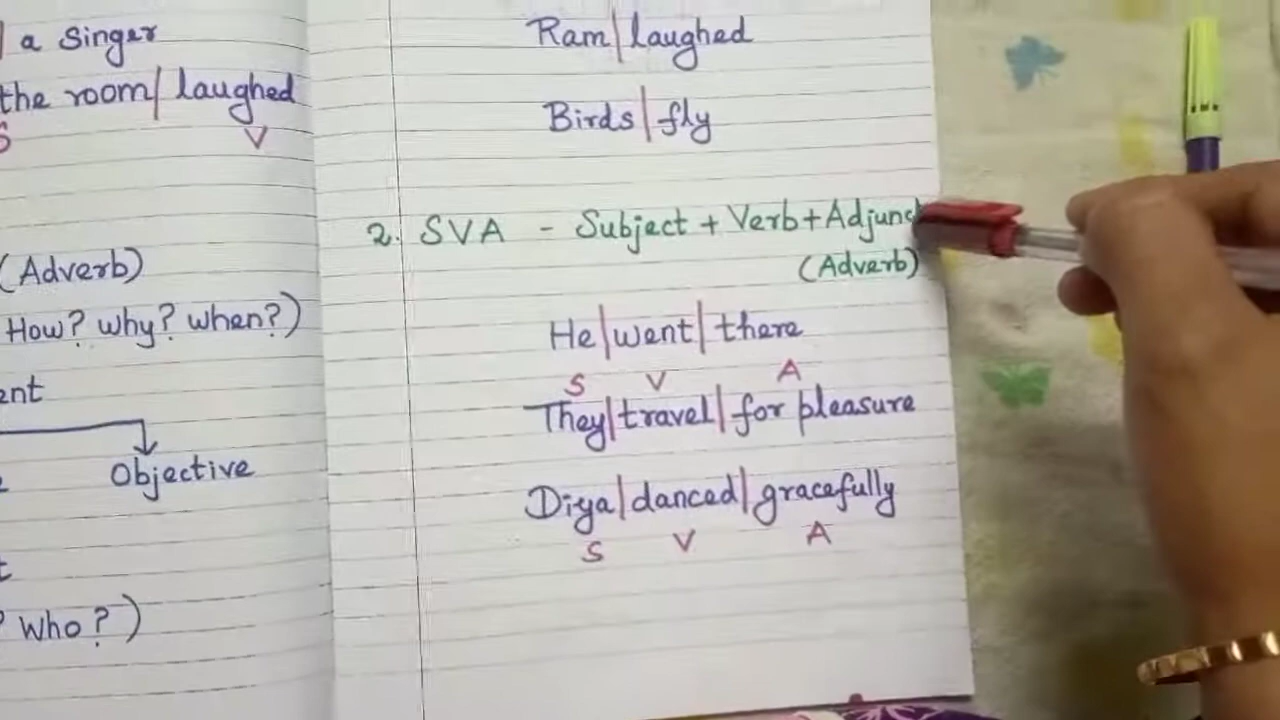 a Singer
the room| laughed
S V
(Adverb)
How? why? when?)
Objective
Who?)
Ram|laughed
Birds|fly
2. SVA - Subject + Verb+Adjunct
(Adverb)
He|went|there
S V A
They|travel|for pleasure
Diya|danced|gracefully
S V A